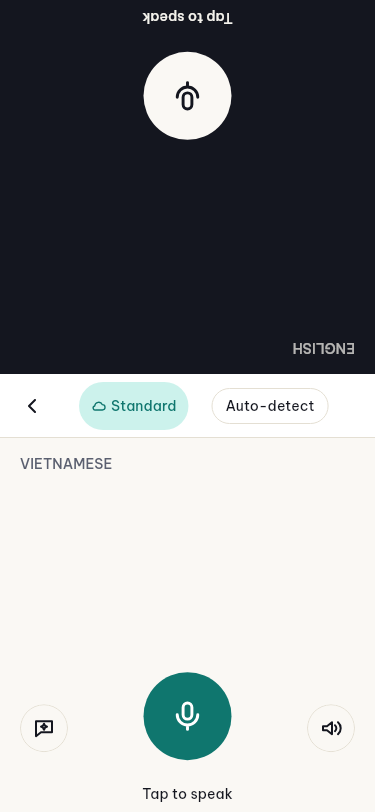 Tap to speak
ENGLISH
Standard
Auto-detect
VIETNAMESE
Tap to speak